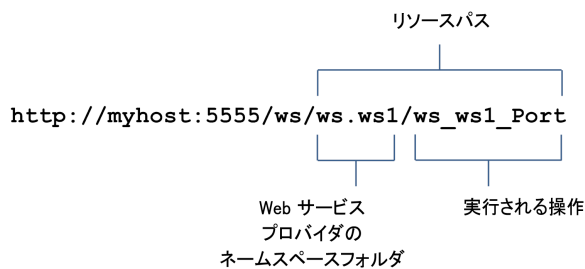 リソースパス
http://myhost:5555/ws/ws.ws1/ws_ws1_Port
Web サービス
プロバイダの
ネームスペースフォルダ
実行される操作